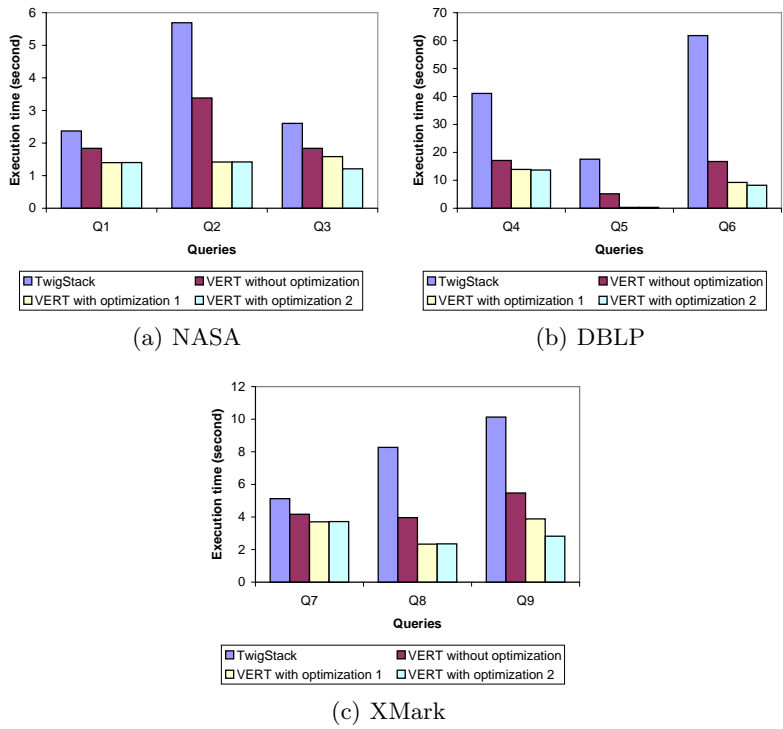 6
5
4
3
2
1
0
Execution time (second)
Q1 Q2 Q3
Queries
TwigStack VERT without optimization
VERT with optimization 1 VERT with optimization 2
(a) NASA
70
60
50
40
30
20
10
0
Execution time (second)
Q4 Q5 Q6
Queries
TwigStack VERT without optimization
VERT with optimization 1 VERT with optimization 2
(b) DBLP
12
10
8
6
4
2
0
Execution time (second)
Q7 Q8 Q9
Queries
TwigStack VERT without optimization
VERT with optimization 1 VERT with optimization 2
(c) XMark